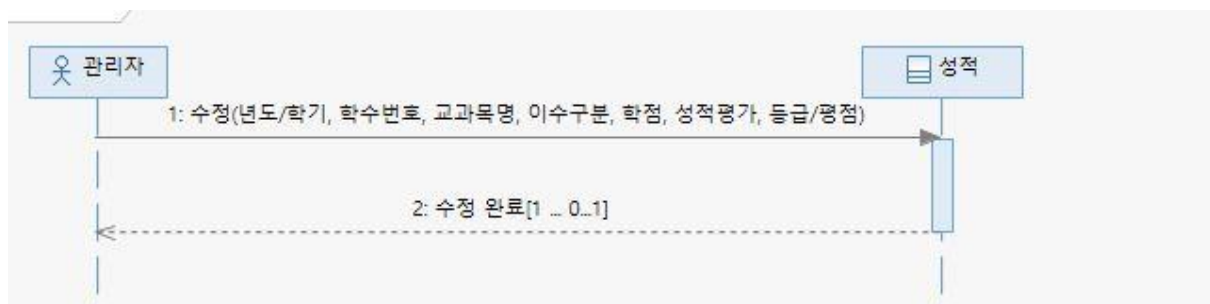 관리자
성적
1: 수정(년도/학기, 학수번호, 교과목명, 이수구분, 학점, 성적평가, 등급/평점)
2: 수정 완료[1 ... 0...1]